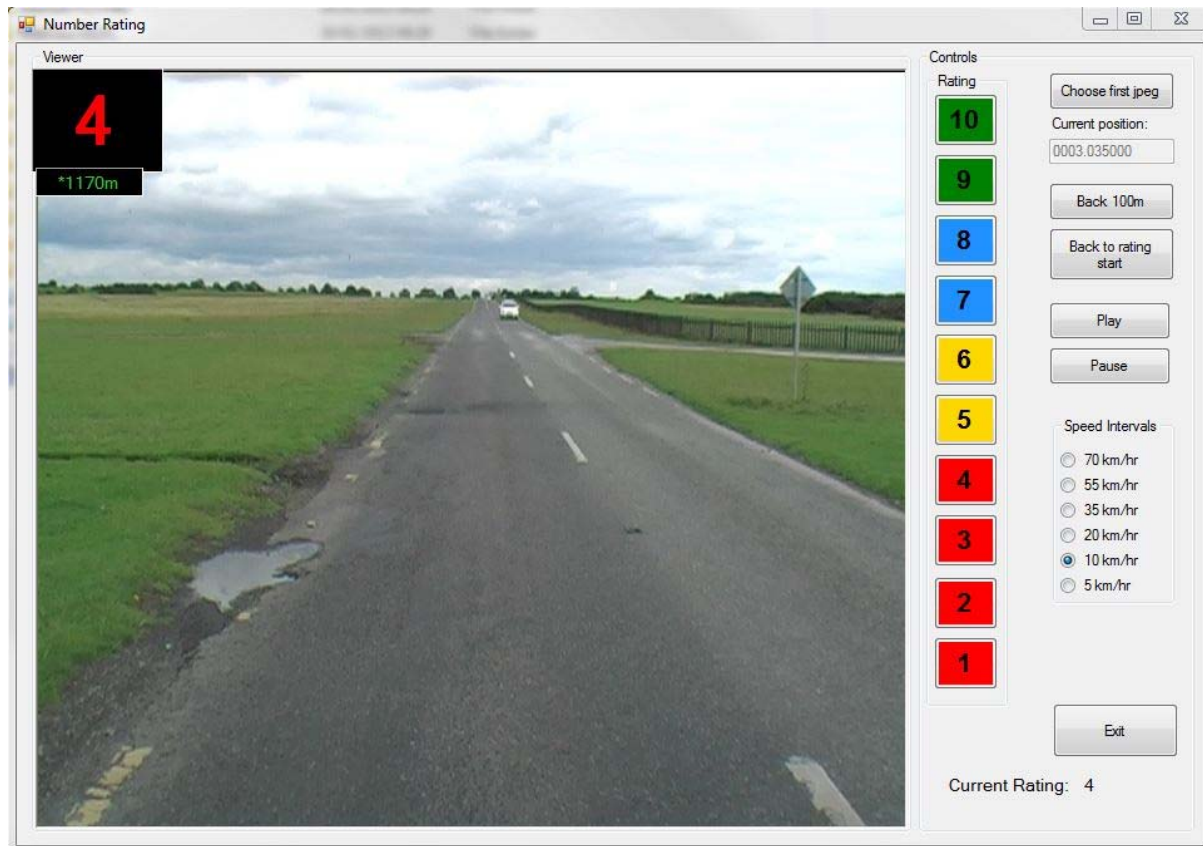 Number Rating
Viewer
4
*1170m
Controls
Rating
10
9
8
7
6
5
4
3
2
1
Choose first jpeg
Current position:
0003.035000
Back 100m
Back to rating
start
Play
Pause
Speed Intervals
70 km/hr
55 km/hr
35 km/hr
20 km/hr
10 km/hr
5 km/hr
Exit
Current Rating: 4